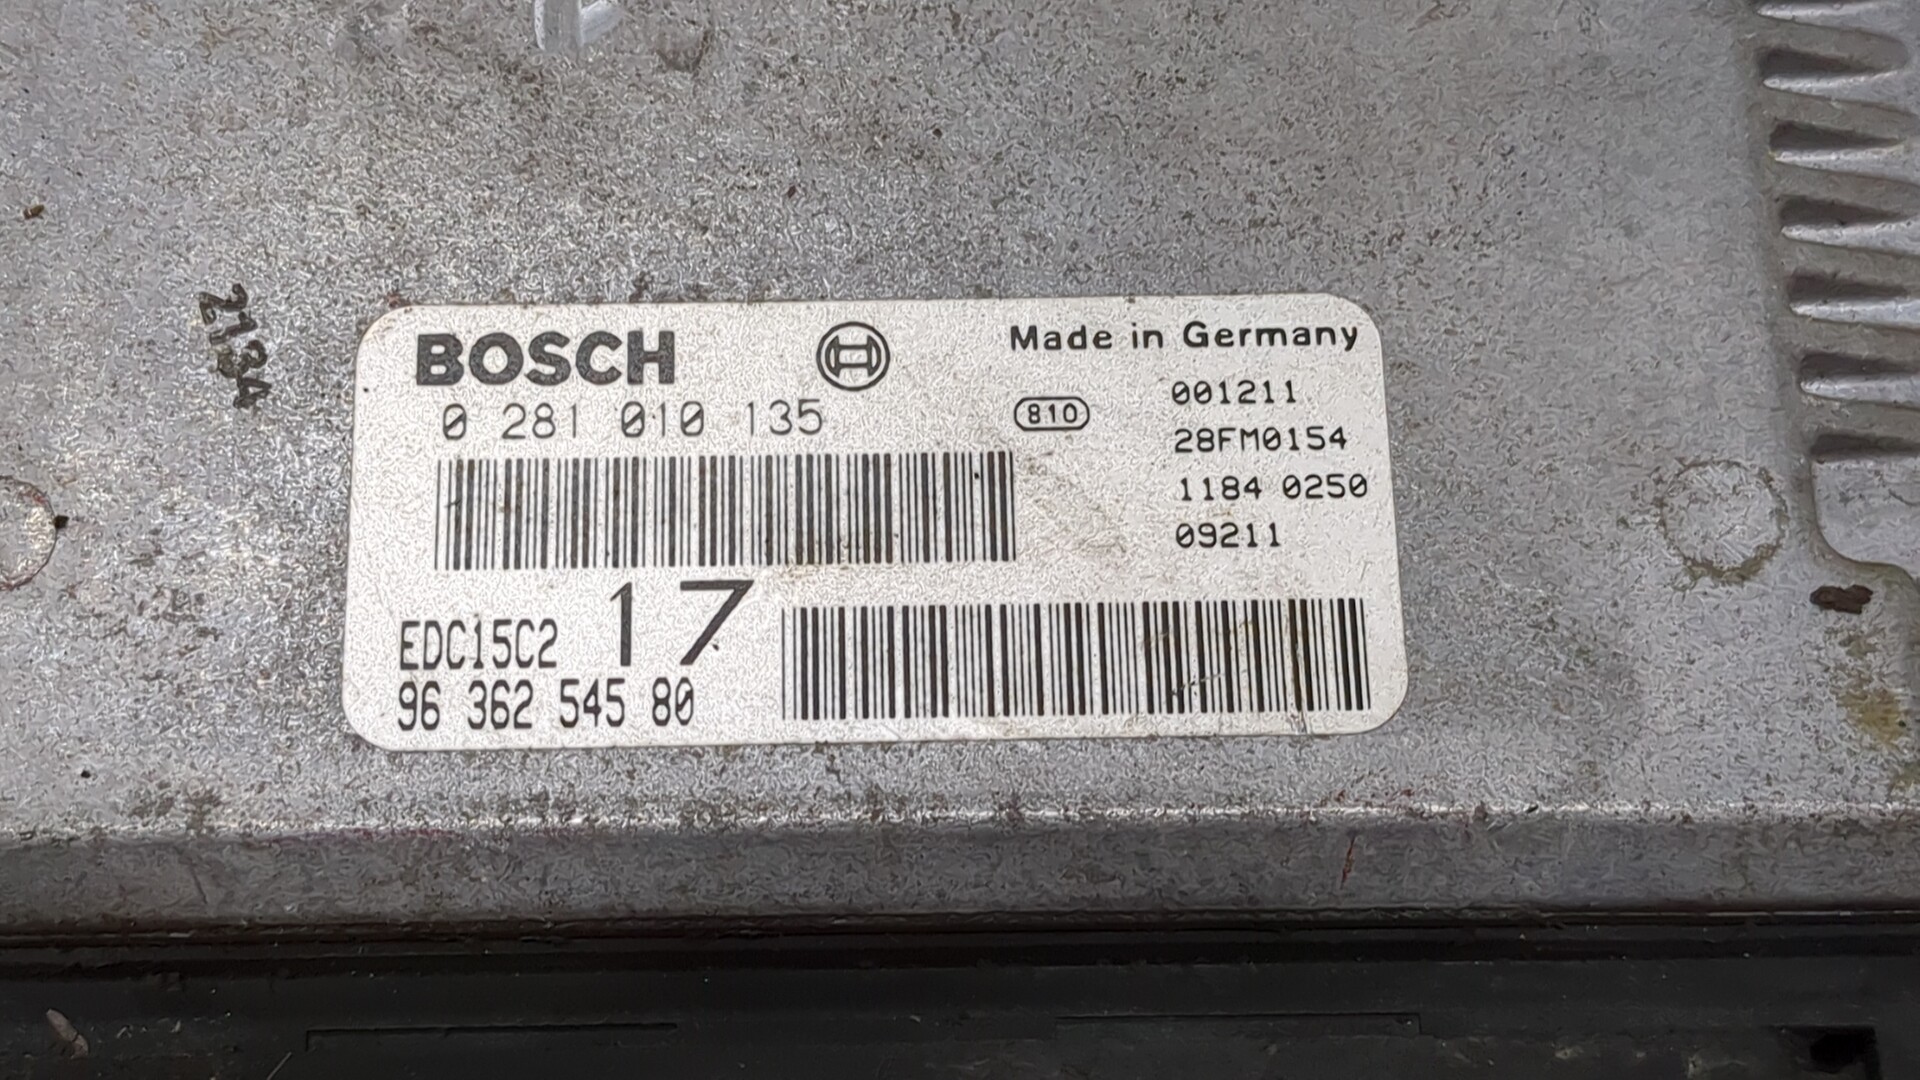 2134
BOSCH
Made in Germany
0 281 010 135
810
001211
28FM0154
1184 0250
09211
EDC15C2
17
96 362 545 80